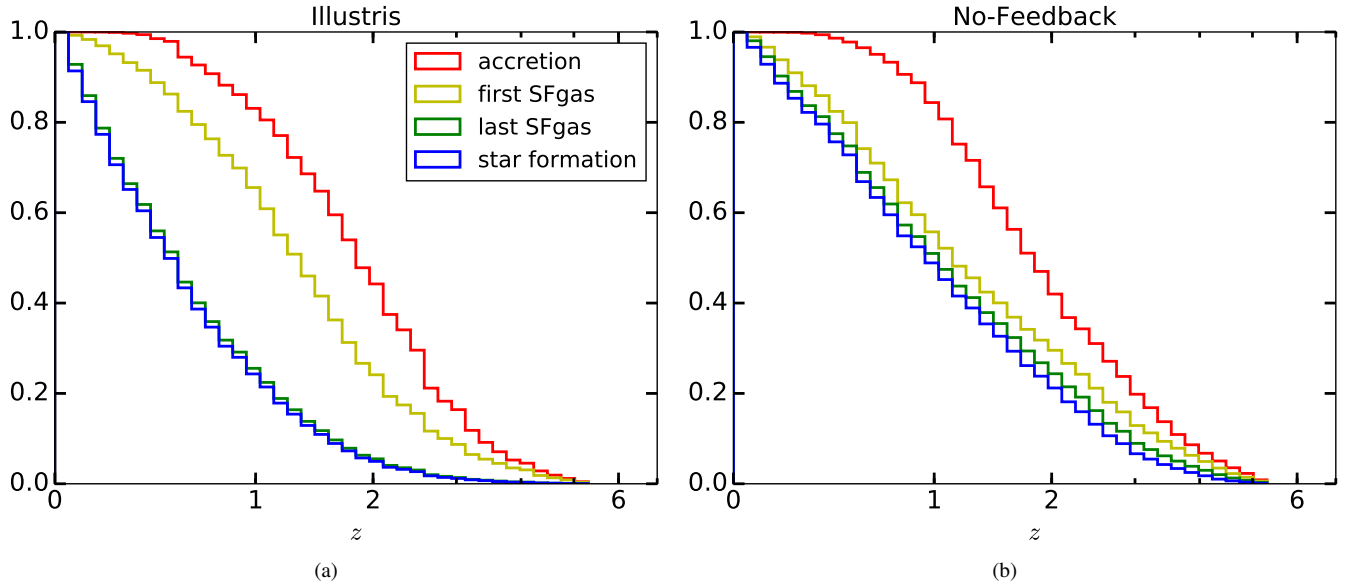 Illustris
1.0
0.8
0.6
0.4
0.2
0.0
0
1
2
6
z
accretion
first SFgas
last SFgas
star formation
(a)
No-Feedback
1.0
0.8
0.6
0.4
0.2
0.0
0
1
2
6
z
(b)